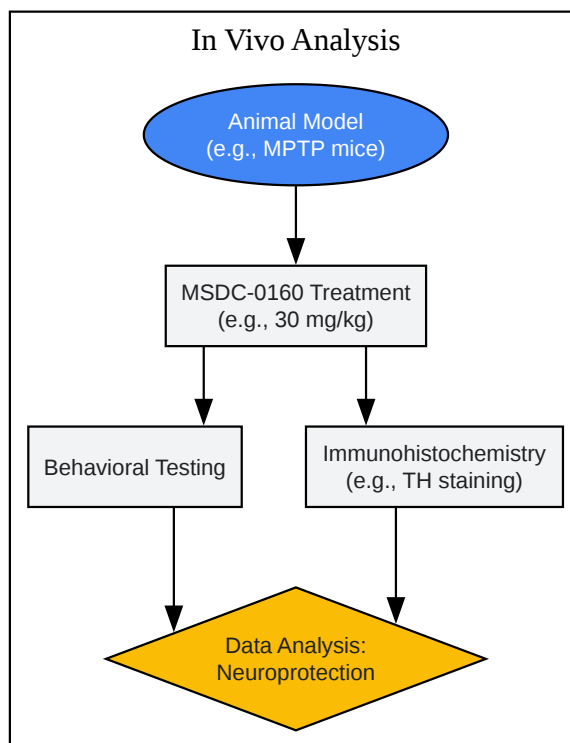 In Vivo Analysis
Animal Model
(e.g., MPTP mice)
MSDC-0160 Treatment
(e.g., 30 mg/kg)
Behavioral Testing
Immunohistochemistry
(e.g., TH staining)
Data Analysis:
Neuroprotection